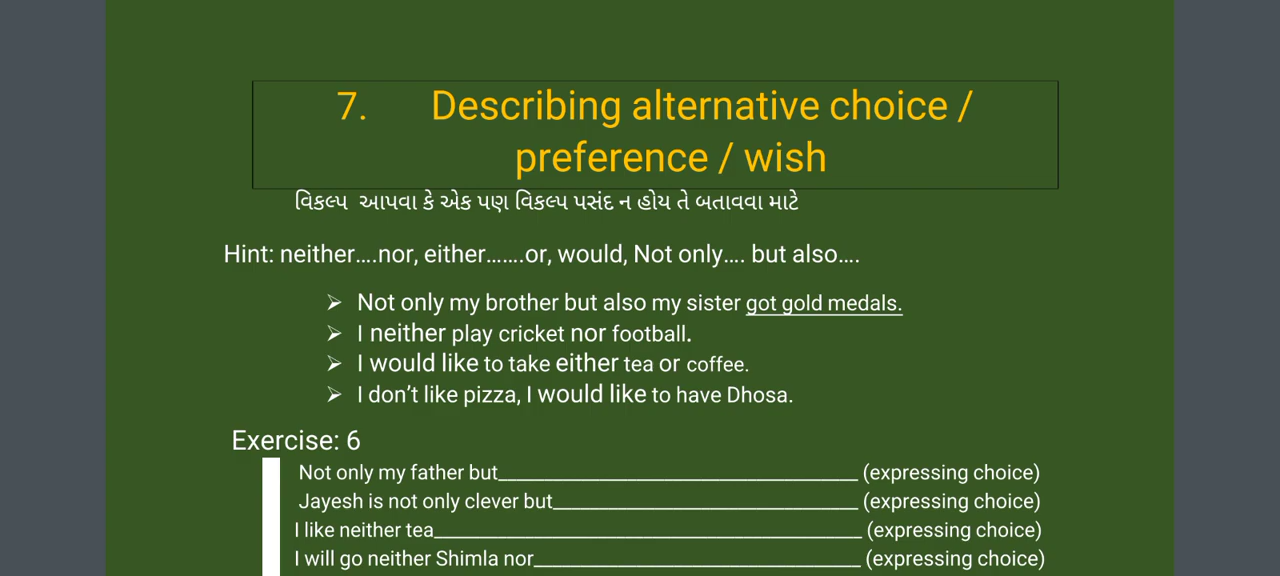 7. Describing alternative choice /
preference / wish
વિકલ્પ આપવા કે એક પણ વિકલ્પ પસંદ ન હોય તે બતાવવા માટે
Hint: neither....nor, either.......or, would, Not only.... but also....
➢ Not only my brother but also my sister got gold medals.
➢ I neither play cricket nor football.
➢ I would like to take either tea or coffee.
➢ I don't like pizza, I would like to have Dhosa.
Exercise: 6
Not only my father but______________________________ (expressing choice)
Jayesh is not only clever but__________________________ (expressing choice)
I like neither tea____________________________________ (expressing choice)
I will go neither Shimla nor____________________________ (expressing choice)